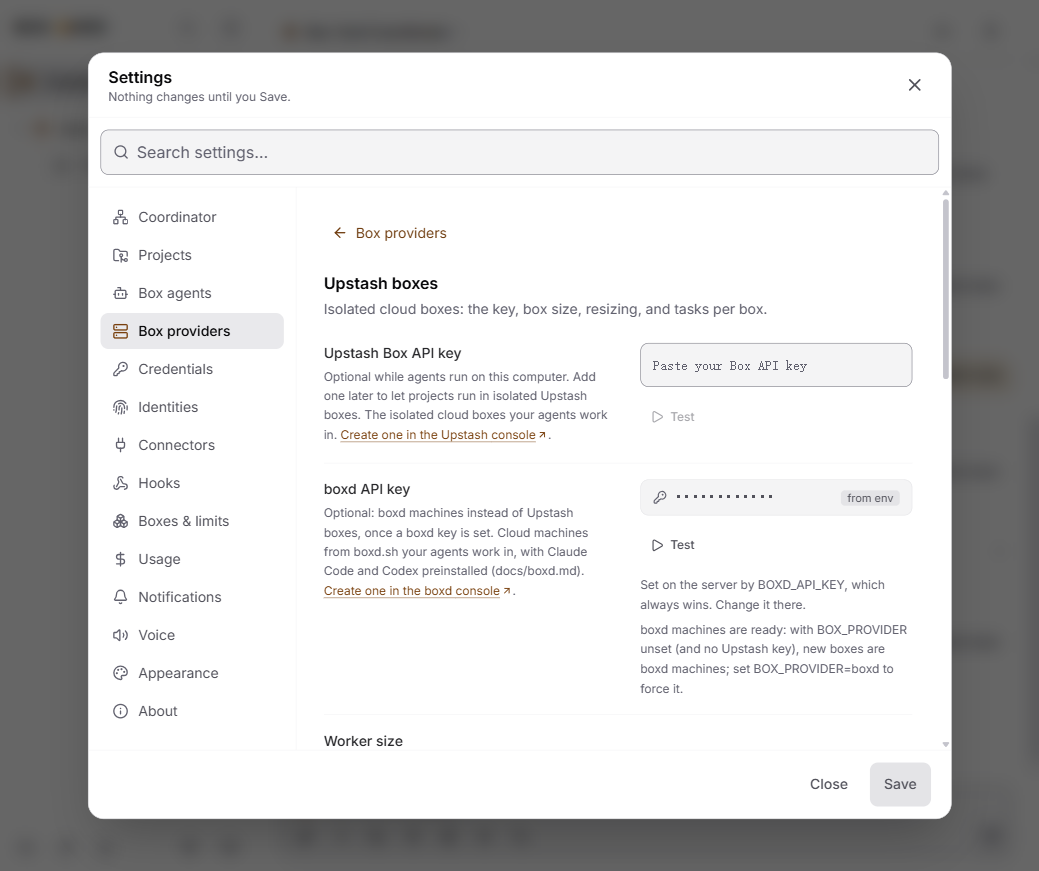 Settings
Nothing changes until you Save.
Search settings...
Coordinator
Projects
Box agents
Box providers
Credentials
Identities
Connectors
Hooks
Boxes & limits
Usage
Notifications
Voice
Appearance
About
Box providers
Upstash boxes
Isolated cloud boxes: the key, box size, resizing, and tasks per box.
Upstash Box API key
Optional while agents run on this computer. Add
one later to let projects run in isolated Upstash
boxes. The isolated cloud boxes your agents work
in. Create one in the Upstash console ↗.
Paste your Box API key
Test
boxd API key
Optional: boxd machines instead of Upstash
boxes, once a boxd key is set. Cloud machines
from boxd.sh your agents work in, with Claude
Code and Codex preinstalled (docs/boxd.md).
Create one in the boxd console ↗.
............
from env
Test
Set on the server by BOXD_API_KEY, which
always wins. Change it there.
boxd machines are ready: with BOX_PROVIDER
unset (and no Upstash key), new boxes are
boxd machines; set BOX_PROVIDER=boxd to
force it.
Worker size
Close
Save